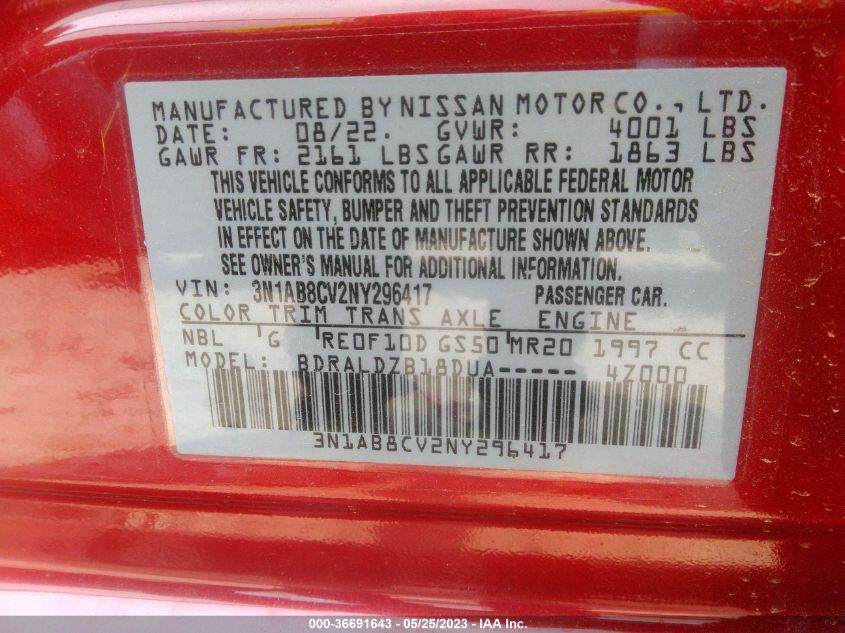 MANUFACTURED BY NISSAN MOTOR CO., LTD.
DATE: 08/22. GVWR: 4001 LBS
GAWR FR: 2161 LBS GAWR RR: 1863 LBS
THIS VEHICLE CONFORMS TO ALL APPLICABLE FEDERAL MOTOR
VEHICLE SAFETY, BUMPER AND THEFT PREVENTION STANDARDS
IN EFFECT ON THE DATE OF MANUFACTURE SHOWN ABOVE.
SEE OWNER'S MANUAL FOR ADDITIONAL INFORMATION.
VIN: 3N1AB8CV2NY296417 PASSENGER CAR.
COLOR TRIM TRANS AXLE ENGINE
NBL G RE0F10D GS50 MR20 1997 CC
MODEL: BDRALDZB18DUA----- 47000
3N1AB8CV2NY296417
000-36691643 - 05/25/2023 - IAA Inc.